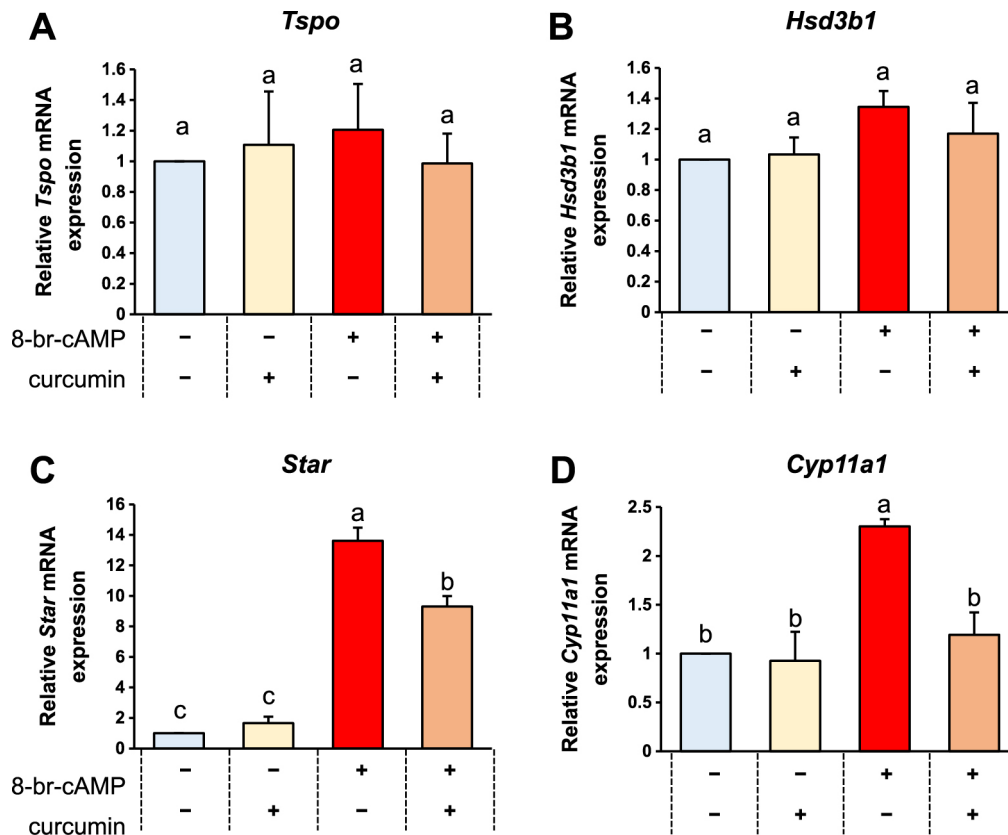 A
Tspo
Relative Tspo mRNA
expression
1.6
1.4
1.2
1
0.8
0.6
0.4
0.2
0
a
a
a
a
8-br-cAMP
− − + +
curcumin
− + − +
B
Hsd3b1
Relative Hsd3b1 mRNA
expression
1.6
1.4
1.2
1
0.8
0.6
0.4
0.2
0
a
a
a
a
− − + +
− + − +
C
Star
Relative Star mRNA
expression
16
14
12
10
8
6
4
2
0
c
c
a
b
8-br-cAMP
− − + +
curcumin
− + − +
D
Cyp11a1
Relative Cyp11a1 mRNA
expression
2.5
2
1.5
1
0.5
0
b
b
a
b
− − + +
− + − +